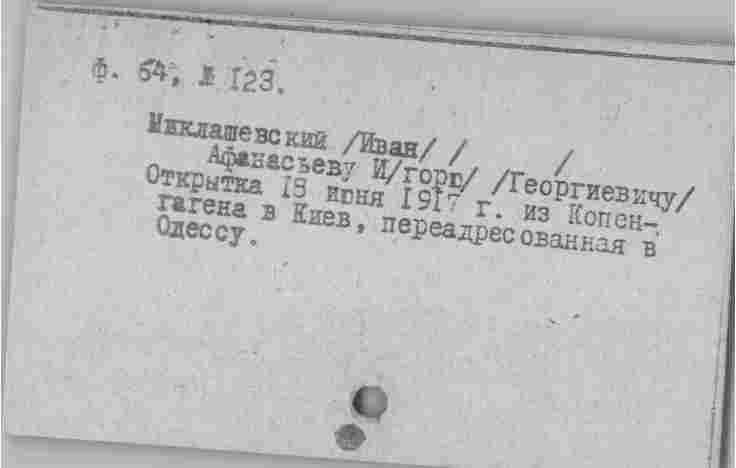 ф. 64, № 123.
Миклашевский /Иван/ /      /
Афанасьеву И/горю/ /Георгиевичу/
Открытка 18 июня 1917 г. из Копен-
гагена в Киев, переадресованная в
Одессу.